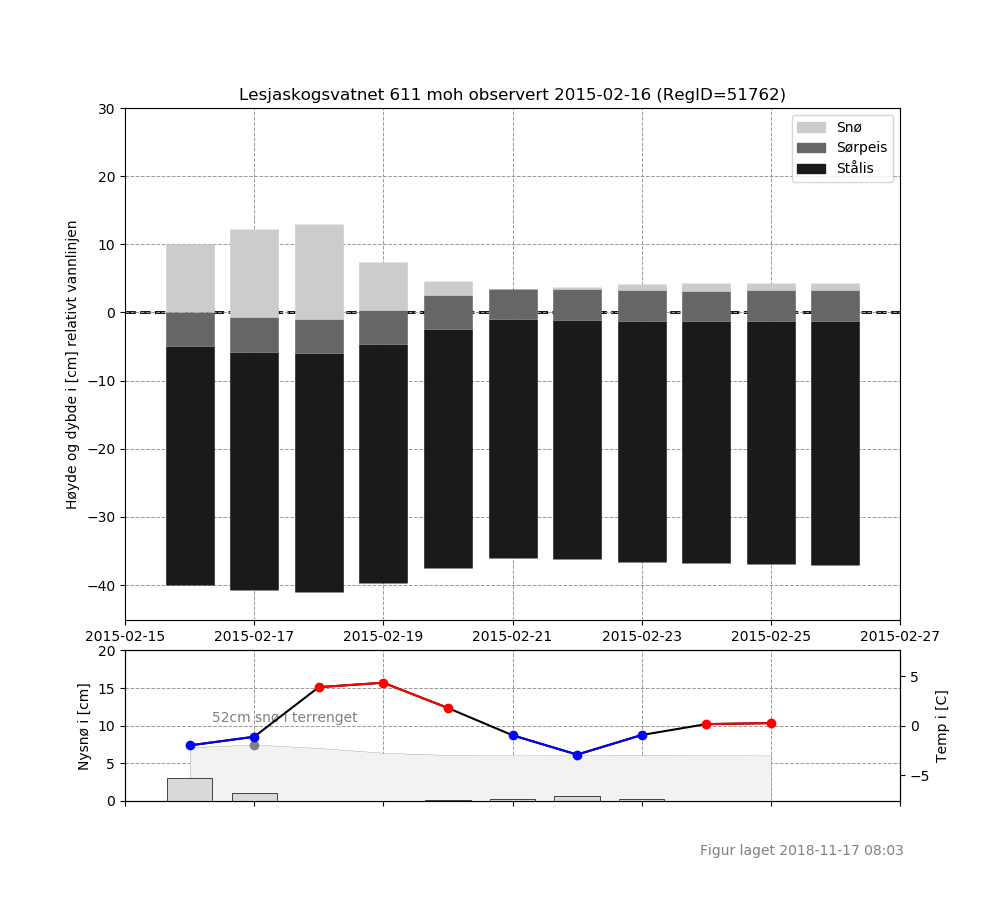 Lesjaskogsvatnet 611 moh observert 2015-02-16 (RegID=51762)
30
20
10
0
−10
−20
−30
−40
Høyde og dybde i [cm] relativt vannlinjen
Snø
Sørpeis
Stålis
2015-02-15 2015-02-17 2015-02-19 2015-02-21 2015-02-23 2015-02-25 2015-02-27
20
15
10
5
0
Nysnø i [cm]
52cm snø i terrenget
5
0
−5
Temp i [C]
Figur laget 2018-11-17 08:03